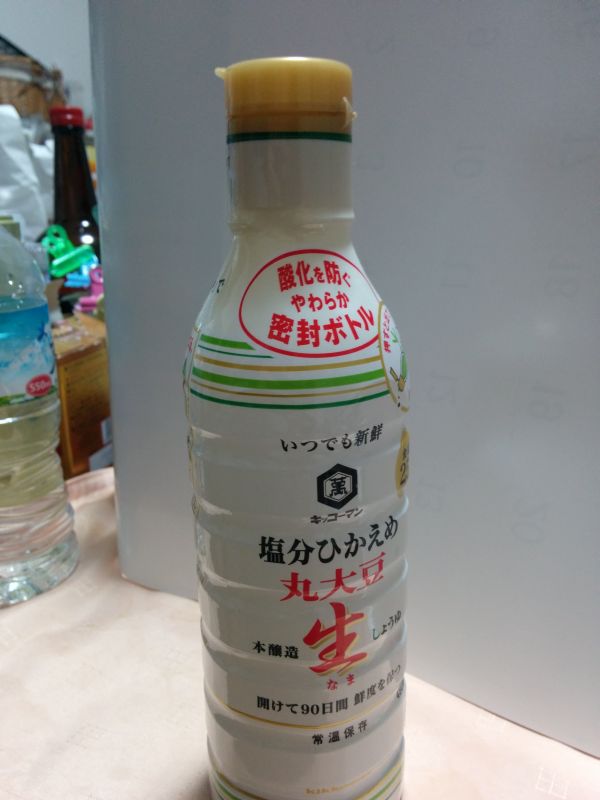 酸化を防ぐ
やわらか
密封ボトル
いつでも新鮮
萬
キッコーマン
塩分ひかえめ
丸大豆
生
なま
しょうゆ
本醸造
開けて90日間 鮮度を保つ
常温保存
550